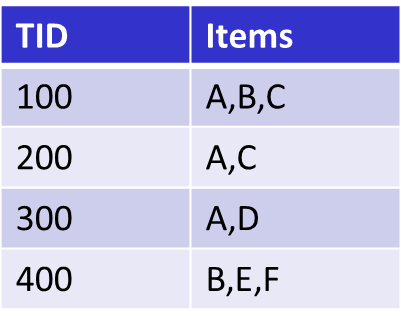 TID Items
100 A,B,C
200 A,C
300 A,D
400 B,E,F